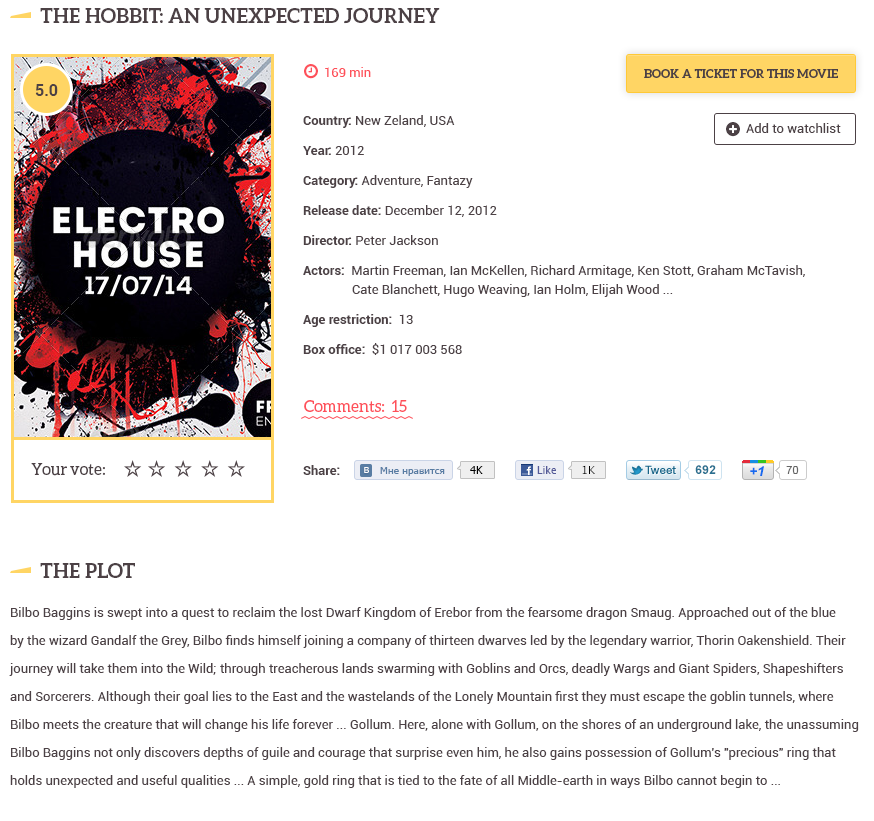 THE HOBBIT: AN UNEXPECTED JOURNEY
5.0
ELECTRO
HOUSE
17/07/14
Your vote:
169 min
BOOK A TICKET FOR THIS MOVIE
Add to watchlist
Country: New Zeland, USA
Year: 2012
Category: Adventure, Fantazy
Release date: December 12, 2012
Director: Peter Jackson
Actors: Martin Freeman, Ian McKellen, Richard Armitage, Ken Stott, Graham McTavish,
Cate Blanchett, Hugo Weaving, Ian Holm, Elijah Wood ...
Age restriction: 13
Box office: $1 017 003 568
Comments: 15
Share: B Мне нравится 4K f Like 1K Tweet 692 +1 70
THE PLOT
Bilbo Baggins is swept into a quest to reclaim the lost Dwarf Kingdom of Erebor from the fearsome dragon Smaug. Approached out of the blue
by the wizard Gandalf the Grey, Bilbo finds himself joining a company of thirteen dwarves led by the legendary warrior, Thorin Oakenshield. Their
journey will take them into the Wild; through treacherous lands swarming with Goblins and Orcs, deadly Wargs and Giant Spiders, Shapeshifters
and Sorcerers. Although their goal lies to the East and the wastelands of the Lonely Mountain first they must escape the goblin tunnels, where
Bilbo meets the creature that will change his life forever ... Gollum. Here, alone with Gollum, on the shores of an underground lake, the unassuming
Bilbo Baggins not only discovers depths of guile and courage that surprise even him, he also gains possession of Gollum's "precious" ring that
holds unexpected and useful qualities ... A simple, gold ring that is tied to the fate of all Middle-earth in ways Bilbo cannot begin to ...